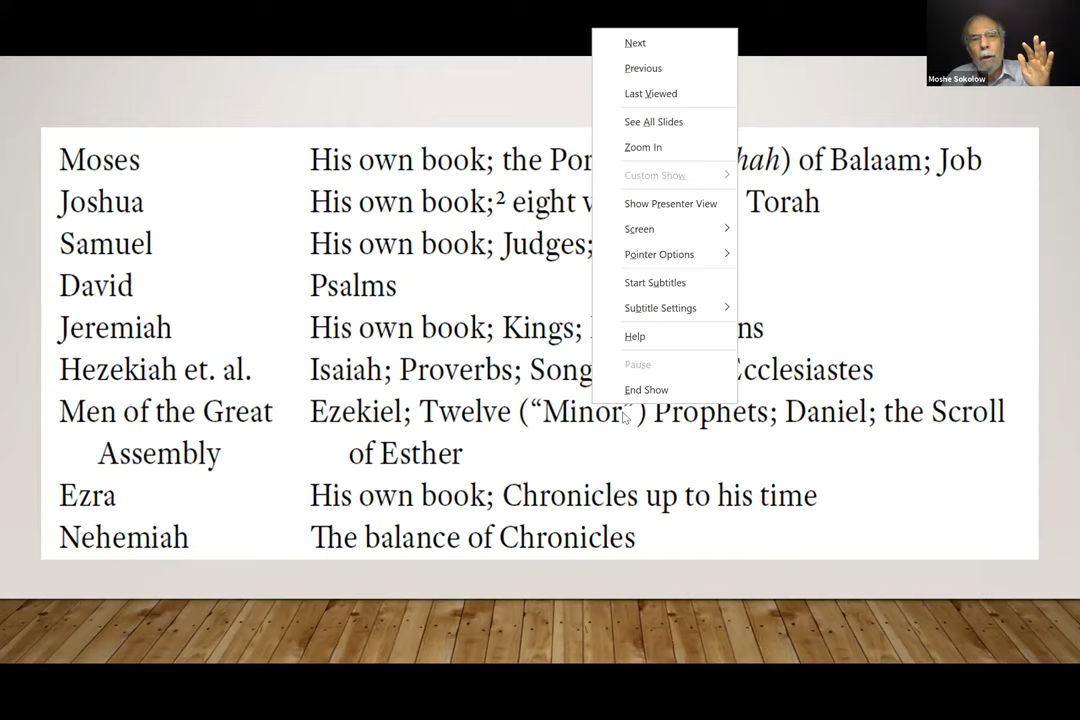 Moshe Sokolow
Next
Previous
Last Viewed
See All Slides
Zoom In
Custom Show
Show Presenter View
Screen
Pointer Options
Start Subtitles
Subtitle Settings
Help
Pause
End Show
Moses His own book; the hah) of Balaam; Job
Joshua His own book;² eight Torah
Samuel His own book; Judges;
David Psalms
Jeremiah His own book; Kings; ns
Hezekiah et. al. Isaiah; Proverbs; Song Ecclesiastes
Men of the Great Ezekiel; Twelve (“Minor”) Prophets; Daniel; the Scroll
Assembly of Esther
Ezra His own book; Chronicles up to his time
Nehemiah The balance of Chronicles